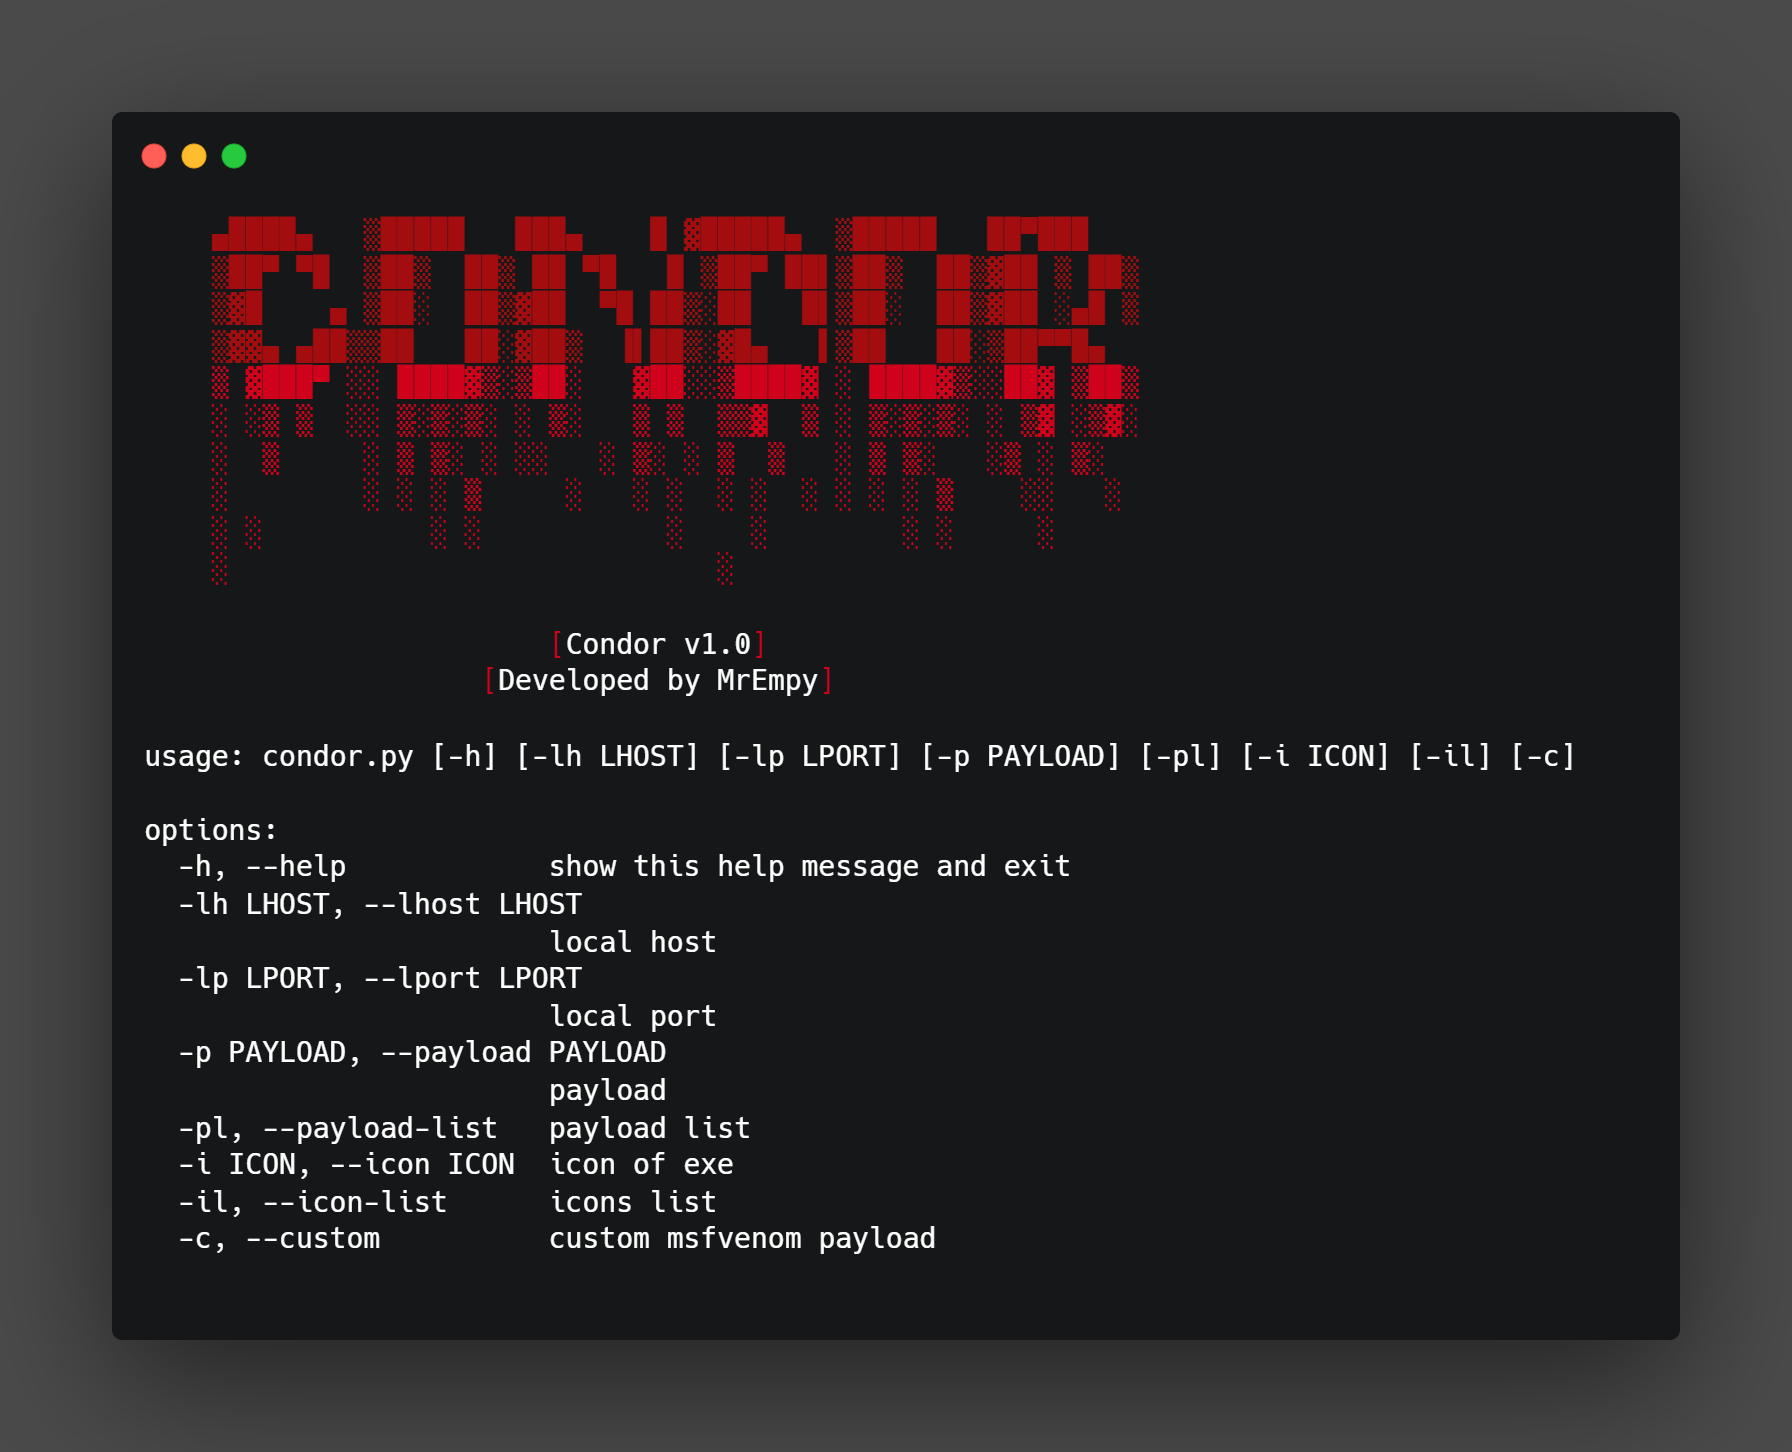 CONDOR
[Condor v1.0]
[Developed by MrEmpy]
usage: condor.py [-h] [-lh LHOST] [-lp LPORT] [-p PAYLOAD] [-pl] [-i ICON] [-il] [-c]
options:
-h, --help show this help message and exit
-lh LHOST, --lhost LHOST
local host
-lp LPORT, --lport LPORT
local port
-p PAYLOAD, --payload PAYLOAD
payload
-pl, --payload-list payload list
-i ICON, --icon ICON icon of exe
-il, --icon-list icons list
-c, --custom custom msfvenom payload